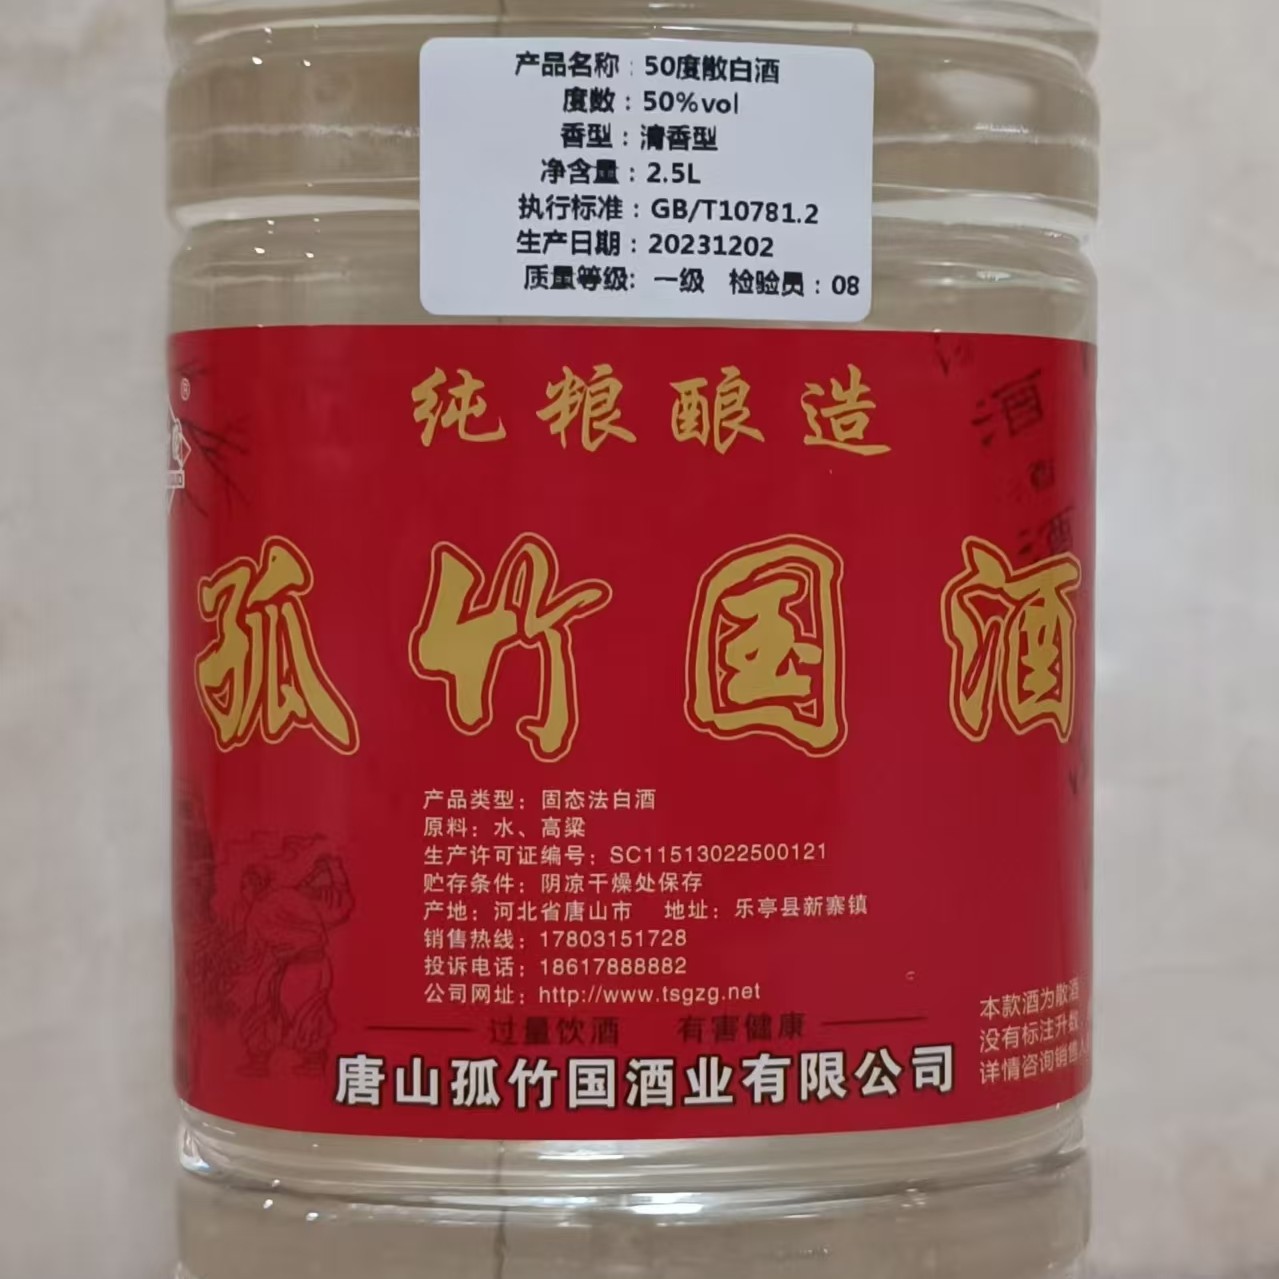 产品名称：50度散白酒
度数：50%vol
香型：清香型
净含量：2.5L
执行标准：GB/T10781.2
生产日期：20231202
质量等级：一级 检验员：08
®
纯粮酿造
酒
酒
孤竹国酒
产品类型：固态法白酒
原料：水、高粱
生产许可证编号：SC11513022500121
贮存条件：阴凉干燥处保存
产地：河北省唐山市 地址：乐亭县新寨镇
销售热线：17803151728
投诉电话：18617888882
公司网址：http://www.tsgzg.net
过量饮酒 有害健康
唐山孤竹国酒业有限公司
本款酒为散酒
没有标注升数
详情咨询销售